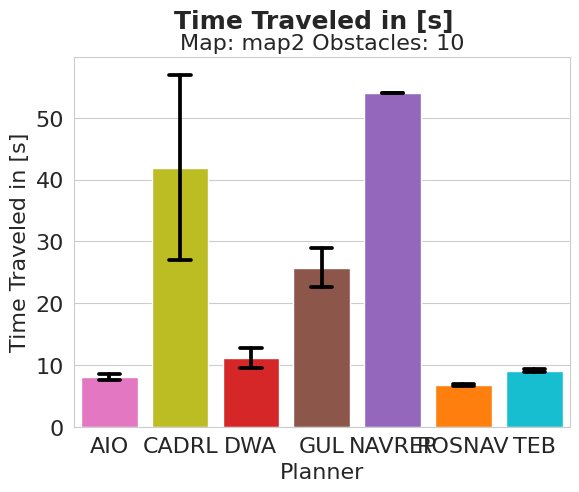 Time Traveled in [s]
Map: map2 Obstacles: 10
Time Traveled in [s]
50
40
30
20
10
0
AIO CADRL DWA GUL NAVREP ROSNAV TEB
Planner